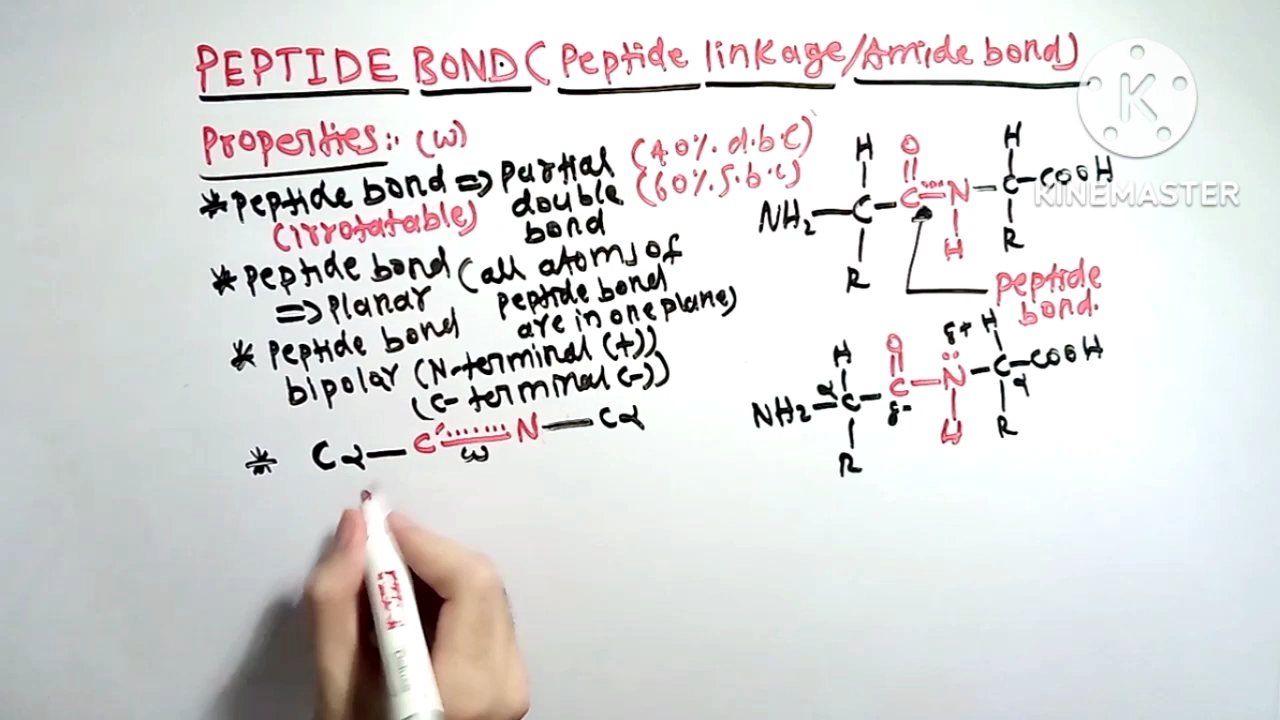 PEPTIDE BOND (Peptide linkage/Amide bond)
Properties:- (ω)
* Peptide bond => Partial double bond (40%. d.b.c) (60%. s.b.c)
(irrotatable)
* Peptide bond => Planar (all atoms of peptide bond are in one plane)
* Peptide bond bipolar (N-terminal (+)) (C-terminal (-))
* Cα — C' N — Cα
ω
H O H
NH2 — C — C N — C — COOH
R H R
Peptide bond.
H O δ+ H
NH2 — α C — C — N — C — COOH
δ- α
R H R
K
KINEMASTER